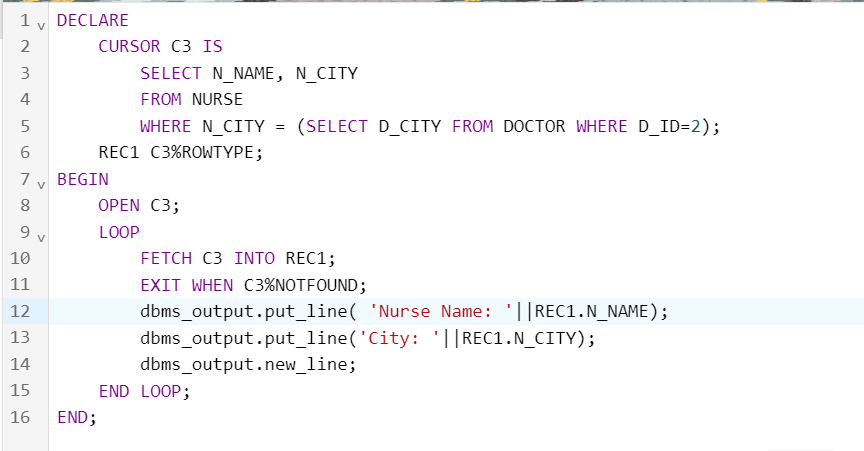 1 DECLARE
2 CURSOR C3 IS
3 SELECT N_NAME, N_CITY
4 FROM NURSE
5 WHERE N_CITY = (SELECT D_CITY FROM DOCTOR WHERE D_ID=2);
6 REC1 C3%ROWTYPE;
7 BEGIN
8 OPEN C3;
9 LOOP
10 FETCH C3 INTO REC1;
11 EXIT WHEN C3%NOTFOUND;
12 dbms_output.put_line( 'Nurse Name: '||REC1.N_NAME);
13 dbms_output.put_line('City: '||REC1.N_CITY);
14 dbms_output.new_line;
15 END LOOP;
16 END;